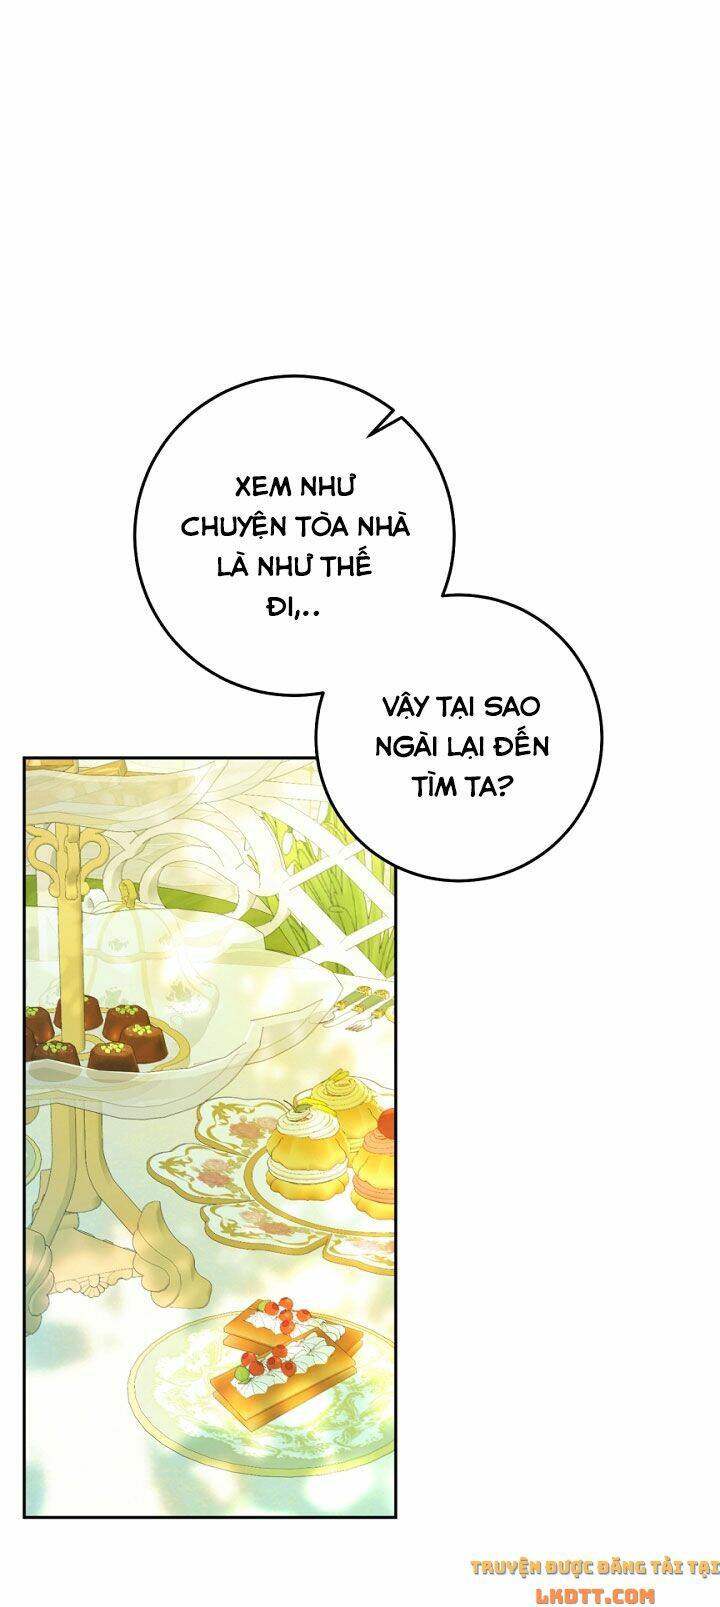 XEM NHƯ
CHUYỆN TÒA NHÀ
LÀ NHƯ THẾ
ĐI,..
VẬY TẠI SAO
NGÀI LẠI ĐẾN
TÌM TA?
TRUYỆN ĐƯỢC ĐĂNG TẢI TẠI
LKDTT.COM